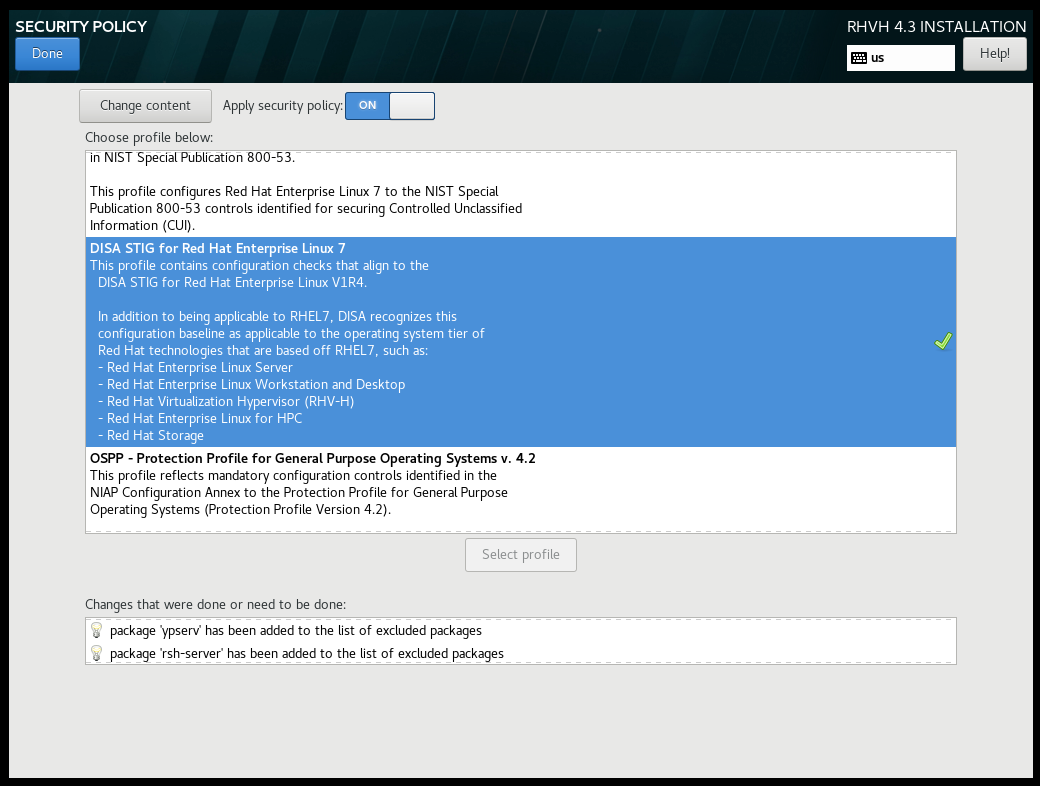 SECURITY POLICY
RHVH 4.3 INSTALLATION
Done
us
Help!
Change content
Apply security policy:
ON
Choose profile below:
in NIST Special Publication 800-53.
This profile configures Red Hat Enterprise Linux 7 to the NIST Special
Publication 800-53 controls identified for securing Controlled Unclassified
Information (CUI).
DISA STIG for Red Hat Enterprise Linux 7
This profile contains configuration checks that align to the
DISA STIG for Red Hat Enterprise Linux V1R4.
In addition to being applicable to RHEL7, DISA recognizes this
configuration baseline as applicable to the operating system tier of
Red Hat technologies that are based off RHEL7, such as:
- Red Hat Enterprise Linux Server
- Red Hat Enterprise Linux Workstation and Desktop
- Red Hat Virtualization Hypervisor (RHV-H)
- Red Hat Enterprise Linux for HPC
- Red Hat Storage
OSPP - Protection Profile for General Purpose Operating Systems v. 4.2
This profile reflects mandatory configuration controls identified in the
NIAP Configuration Annex to the Protection Profile for General Purpose
Operating Systems (Protection Profile Version 4.2).
Select profile
Changes that were done or need to be done:
package 'ypserv' has been added to the list of excluded packages
package 'rsh-server' has been added to the list of excluded packages